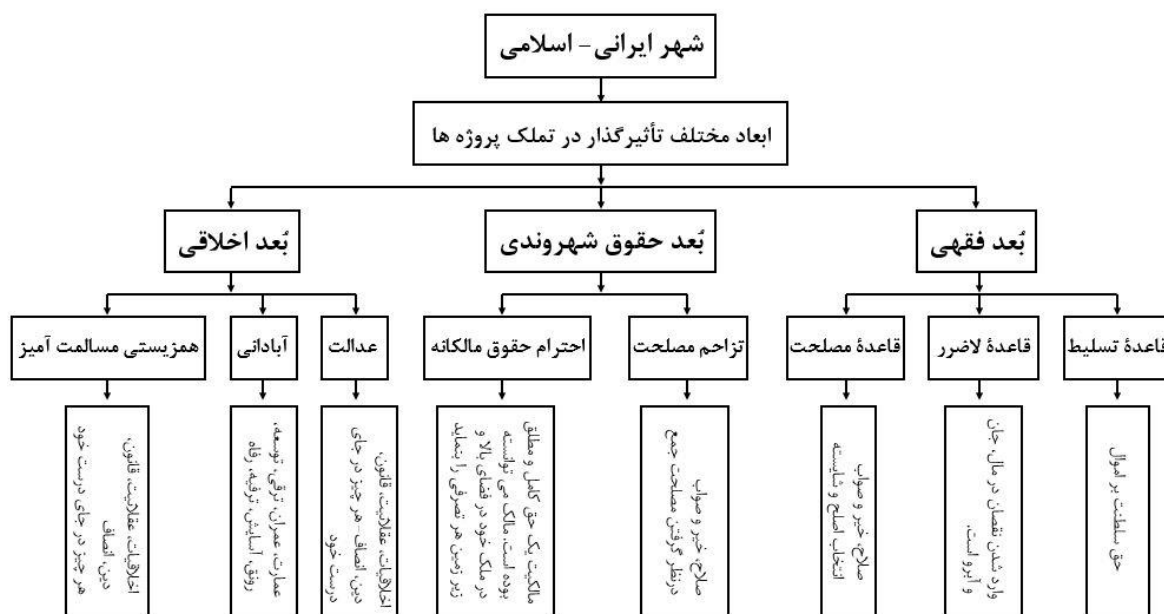 شهر ایرانی - اسلامی
ابعاد مختلف تأثیرگذار در تملک پروژه ها
بُعد فقهی
بُعد حقوق شهروندی
بُعد اخلاقی
قاعدهٔ تسلیط
قاعدهٔ لاضرر
قاعدهٔ مصلحت
تزاحم مصلحت
احترام حقوق مالکانه
عدالت
آبادانی
همزیستی مسالمت آمیز
حق سلطنت بر اموال
وارد شدن نقصان در مال، جان
و آبرو است.
صلاح، خیر و صواب
انتخاب اصلح و شایسته
صلاح، خیر و صواب
درنظر گرفتن مصلحت جمع
مالکیت یک حق کامل و مطلق
بوده است. مالک می توانسته
در ملک خود در فضای بالا و
زیر زمین هر تصرفی را بنماید
اخلاقیات، عقلانیت، قانون،
دین، انصاف - هر چیز در جای
درست خود
عمارت، عمران، ترقی، توسعه،
رونق، آسایش، ترفیه، رفاه
اخلاقیات، عقلانیت، قانون،
دین، انصاف
هر چیز در جای درست خود